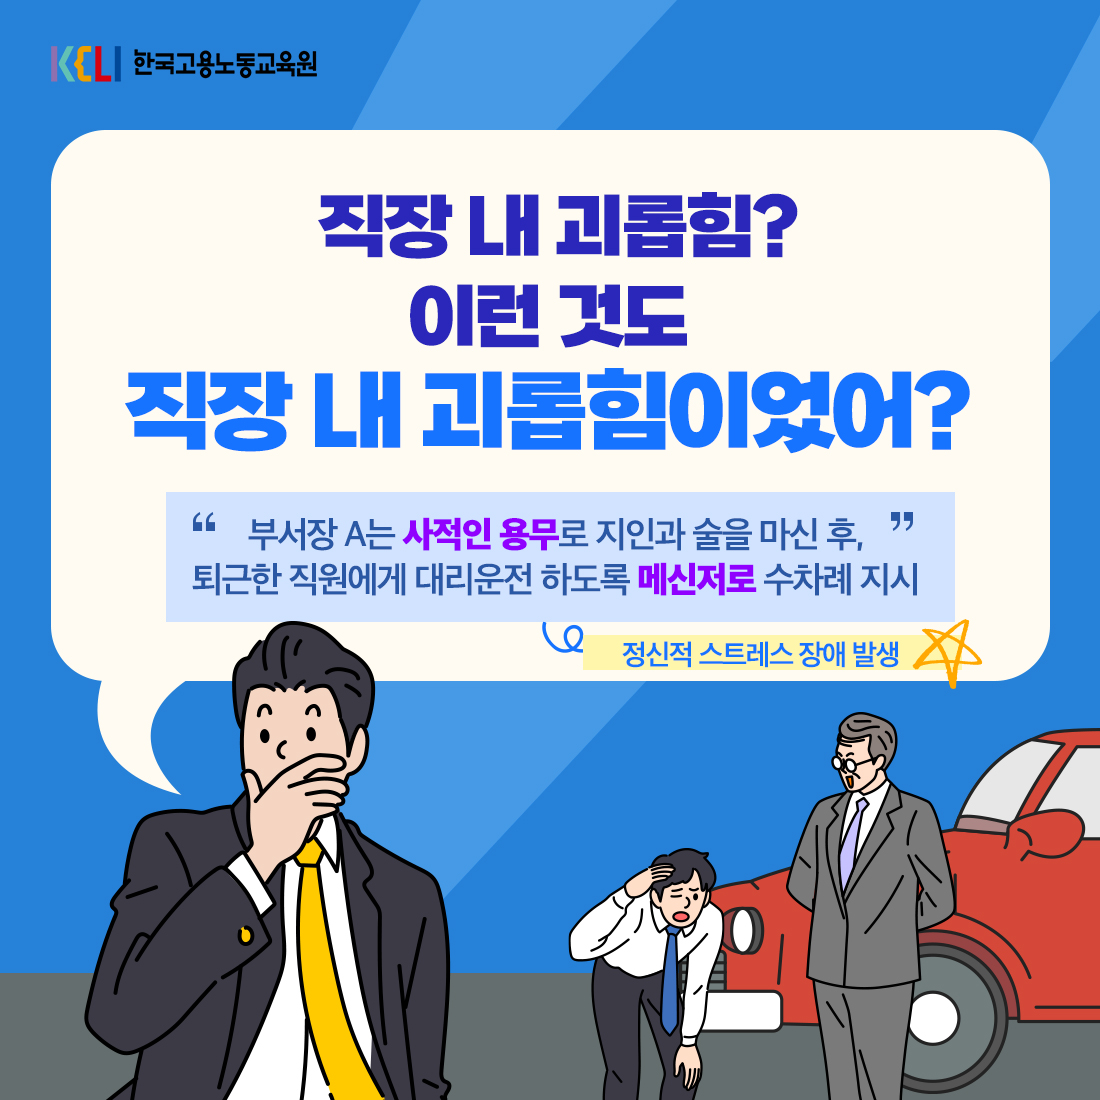 KELI 한국고용노동교육원
직장 내 괴롭힘?
이런 것도
직장 내 괴롭힘이었어?
“ 부서장 A는 사적인 용무로 지인과 술을 마신 후, ”
퇴근한 직원에게 대리운전 하도록 메신저로 수차례 지시
정신적 스트레스 장애 발생